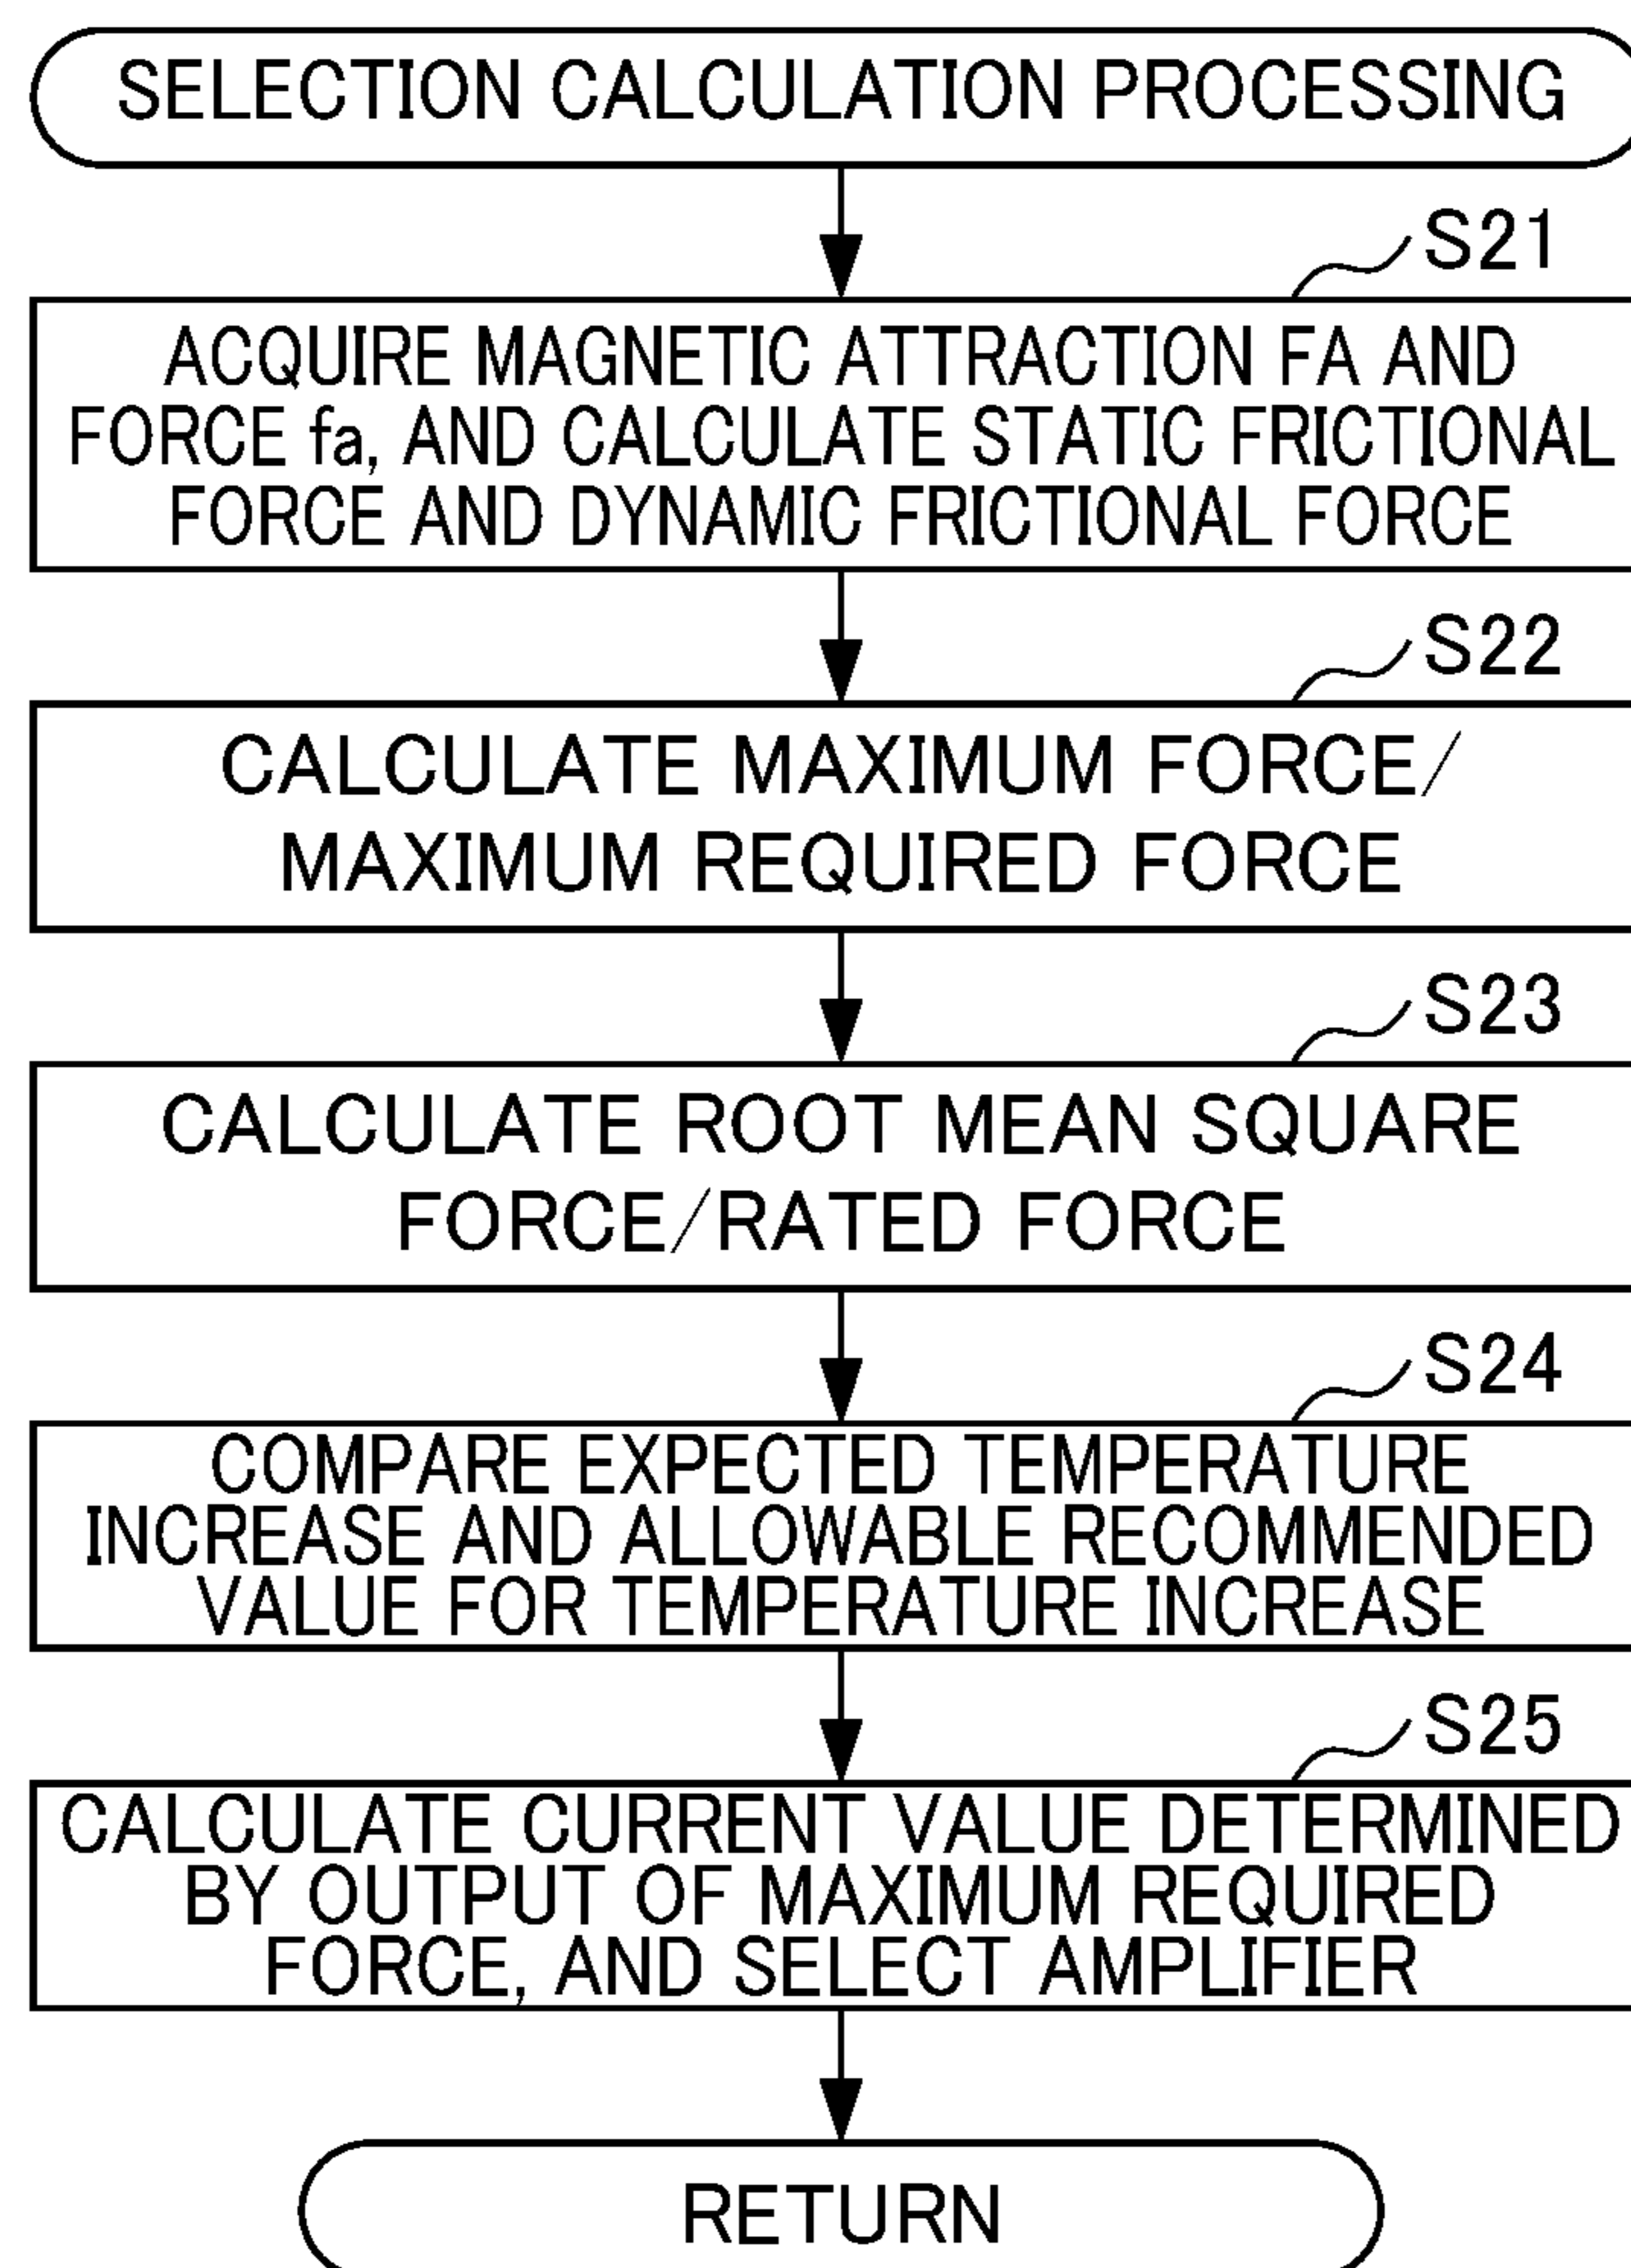 SELECTION CALCULATION PROCESSING
S21
ACQUIRE MAGNETIC ATTRACTION FA AND
FORCE fa, AND CALCULATE STATIC FRICTIONAL
FORCE AND DYNAMIC FRICTIONAL FORCE
S22
CALCULATE MAXIMUM FORCE/
MAXIMUM REQUIRED FORCE
S23
CALCULATE ROOT MEAN SQUARE
FORCE/RATED FORCE
S24
COMPARE EXPECTED TEMPERATURE
INCREASE AND ALLOWABLE RECOMMENDED
VALUE FOR TEMPERATURE INCREASE
S25
CALCULATE CURRENT VALUE DETERMINED
BY OUTPUT OF MAXIMUM REQUIRED
FORCE, AND SELECT AMPLIFIER
RETURN